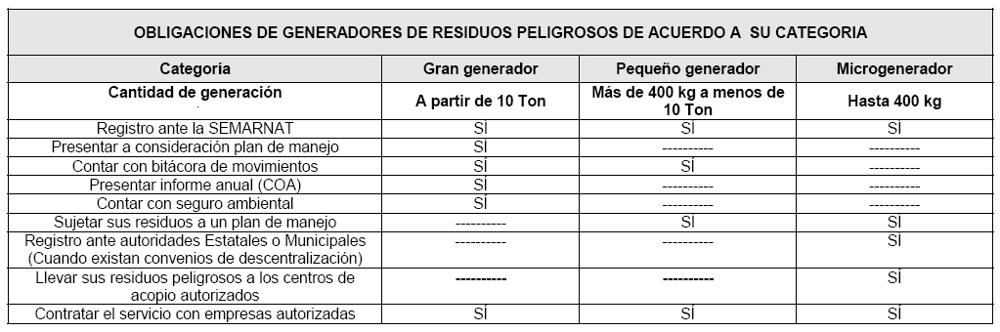 OBLIGACIONES DE GENERADORES DE RESIDUOS PELIGROSOS DE ACUERDO A SU CATEGORIA
Categoría Gran generador Pequeño generador Microgenerador
Cantidad de generación A partir de 10 Ton Más de 400 kg a menos de 10 Ton Hasta 400 kg
Registro ante la SEMARNAT SÍ SÍ SÍ
Presentar a consideración plan de manejo SÍ ---------- ----------
Contar con bitácora de movimientos SÍ SÍ ----------
Presentar informe anual (COA) SÍ ---------- ----------
Contar con seguro ambiental SÍ ---------- ----------
Sujetar sus residuos a un plan de manejo ---------- SÍ SÍ
Registro ante autoridades Estatales o Municipales
(Cuando existan convenios de descentralización) ---------- ---------- SÍ
Llevar sus residuos peligrosos a los centros de
acopio autorizados ---------- ---------- SÍ
Contratar el servicio con empresas autorizadas SÍ SÍ SÍ